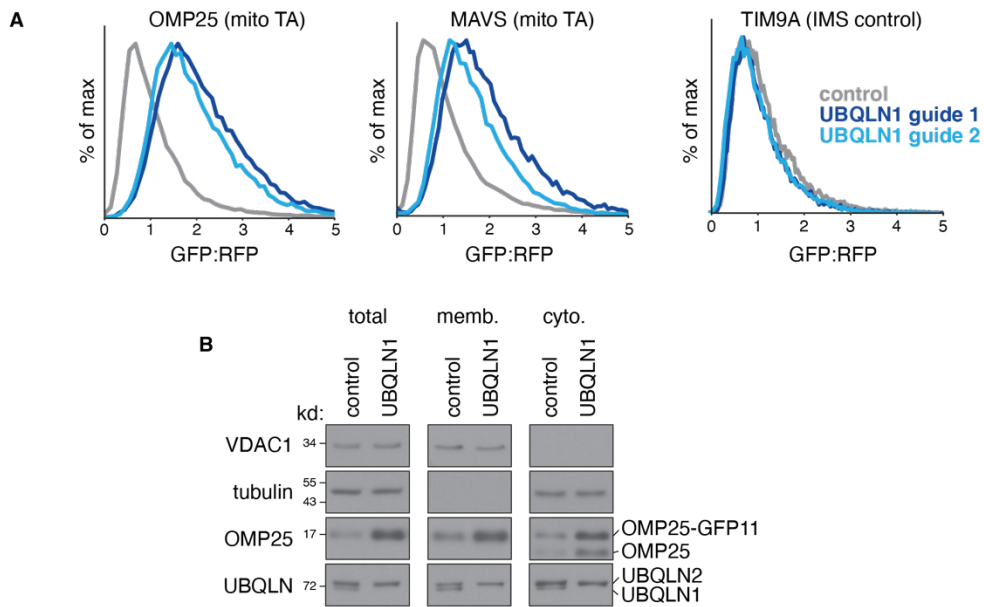 A
OMP25 (mito TA)
MAVS (mito TA)
TIM9A (IMS control)
% of max
% of max
% of max
control
UBQLN1 guide 1
UBQLN1 guide 2
0 1 2 3 4 5
0 1 2 3 4 5
0 1 2 3 4 5
GFP:RFP
GFP:RFP
GFP:RFP
B
total memb. cyto.
control UBQLN1 control UBQLN1 control UBQLN1
kd:
VDAC1 34
tubulin 55
43
OMP25 17 OMP25-GFP11
OMP25
UBQLN 72 UBQLN2
UBQLN1